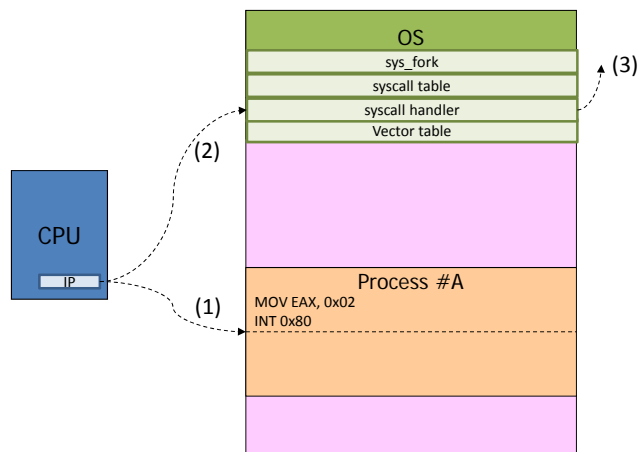 OS
sys_fork
(3)
syscall table
syscall handler
Vector table
(2)
CPU
IP
(1)
Process #A
MOV EAX, 0x02
INT 0x80